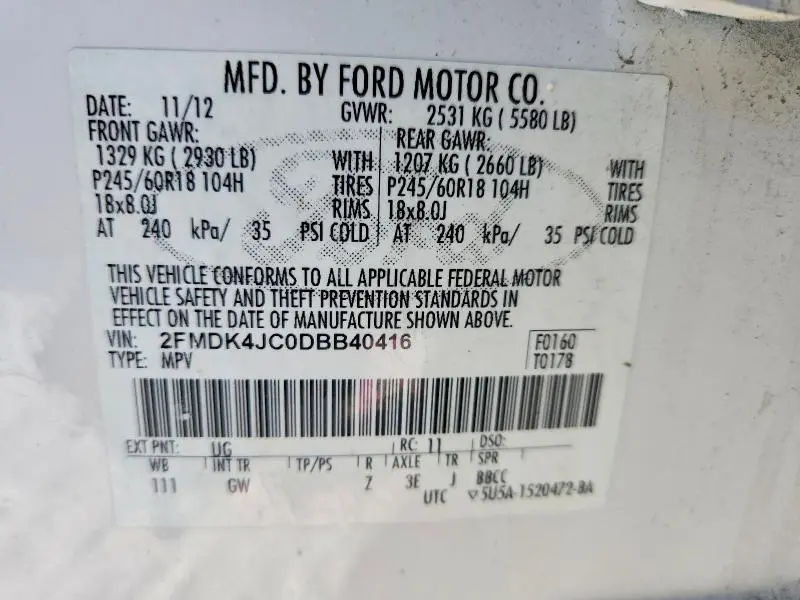 MFD. BY FORD MOTOR CO.
DATE: 11/12 GVWR: 2531 KG ( 5580 LB)
FRONT GAWR: REAR GAWR:
1329 KG ( 2930 LB) WITH 1207 KG ( 2660 LB) WITH
P245/60R18 104H TIRES P245/60R18 104H TIRES
18x8.0J RIMS 18x8.0J RIMS
AT 240 kPa/ 35 PSI COLD AT 240 kPa/ 35 PSI COLD
THIS VEHICLE CONFORMS TO ALL APPLICABLE FEDERAL MOTOR
VEHICLE SAFETY AND THEFT PREVENTION STANDARDS IN
EFFECT ON THE DATE OF MANUFACTURE SHOWN ABOVE.
VIN: 2FMDK4JC0DBB40416 F0160
TYPE: MPV T0178
EXT PNT: UG RC: 11 DSO:
WB INT TR TP/PS R AXLE TR SPR
111 GW Z 3E J BBCC
UTC ▽5U5A-1520472-BA